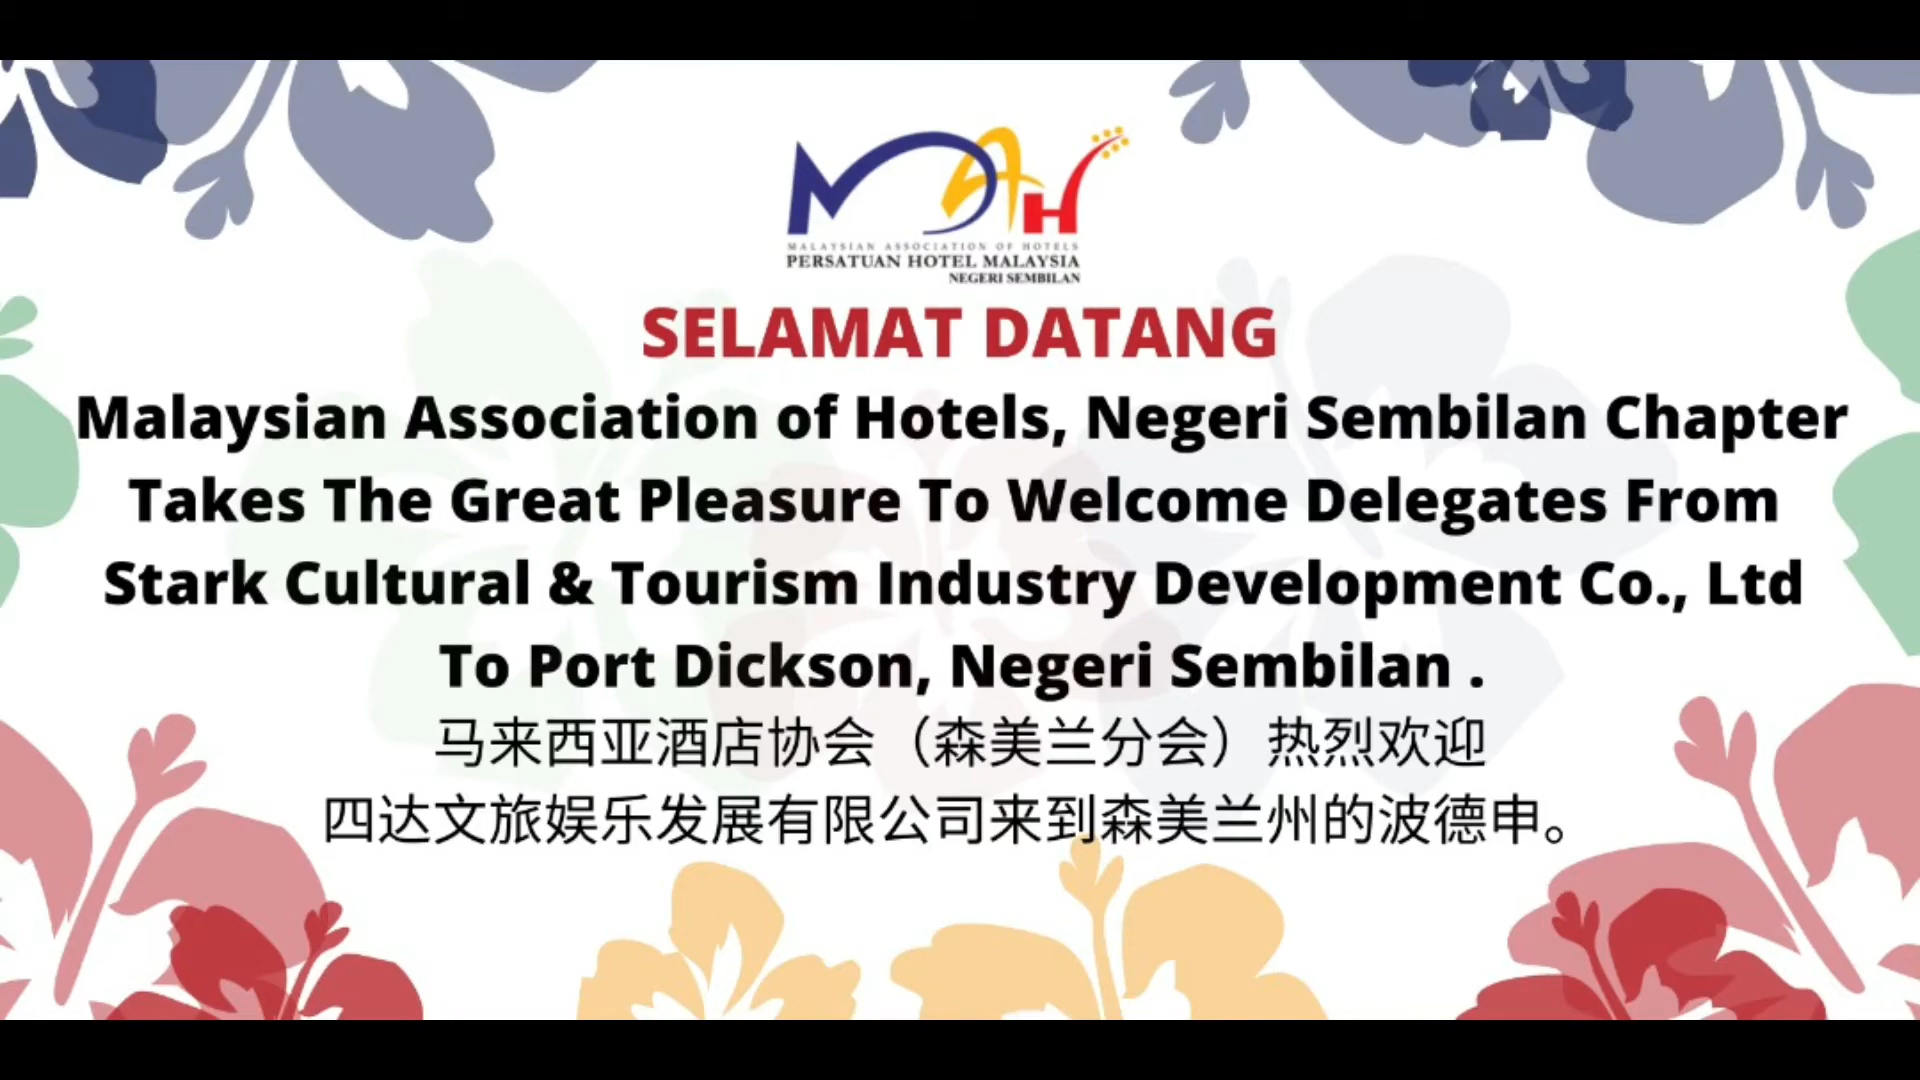 MAH
MALAYSIAN ASSOCIATION OF HOTELS
PERSATUAN HOTEL MALAYSIA
NEGERI SEMBILAN
SELAMAT DATANG
Malaysian Association of Hotels, Negeri Sembilan Chapter
Takes The Great Pleasure To Welcome Delegates From
Stark Cultural & Tourism Industry Development Co., Ltd
To Port Dickson, Negeri Sembilan .
马来西亚酒店协会（森美兰分会）热烈欢迎
四达文旅娱乐发展有限公司来到森美兰州的波德申。